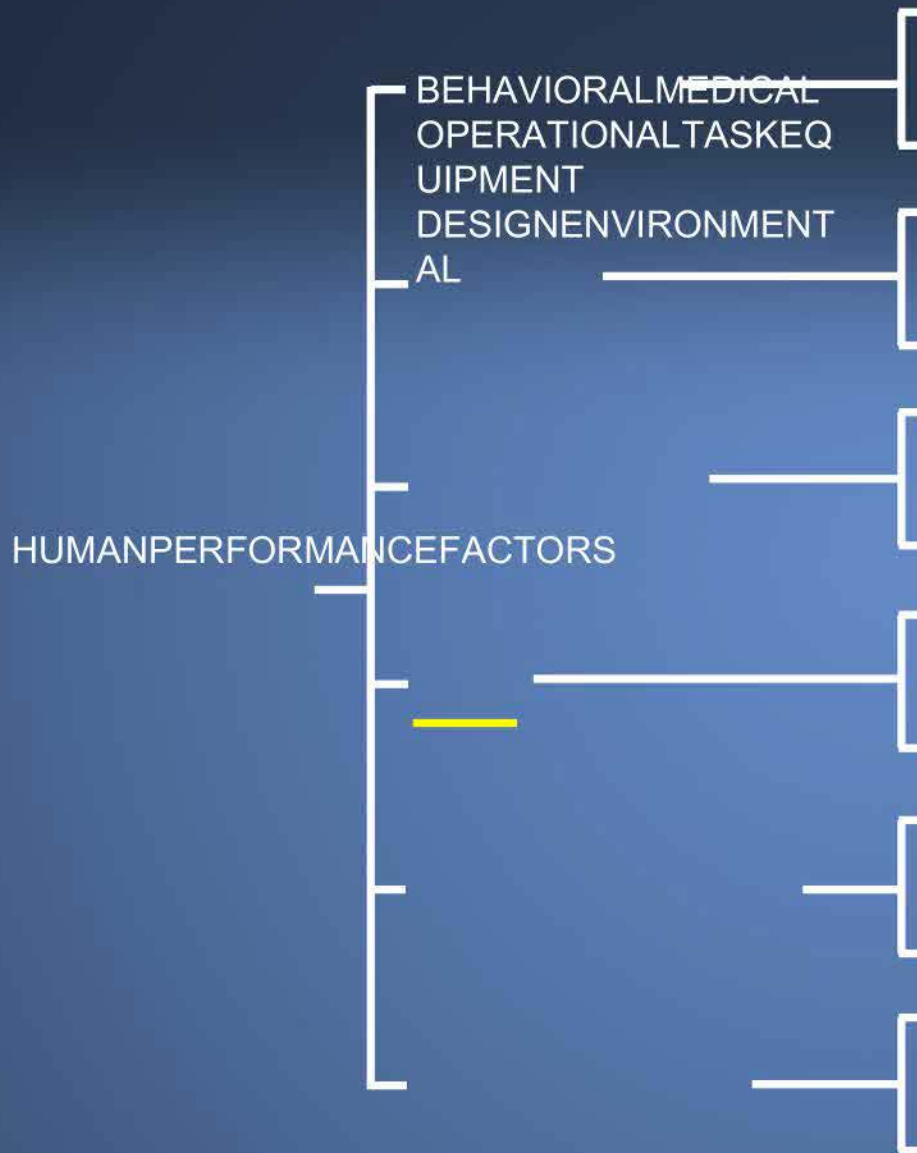 BEHAVIORALMEDICAL
OPERATIONALTASKEQ
UIPMENT
DESIGNENVIRONMENT
AL
HUMANPERFORMANCEFACTORS